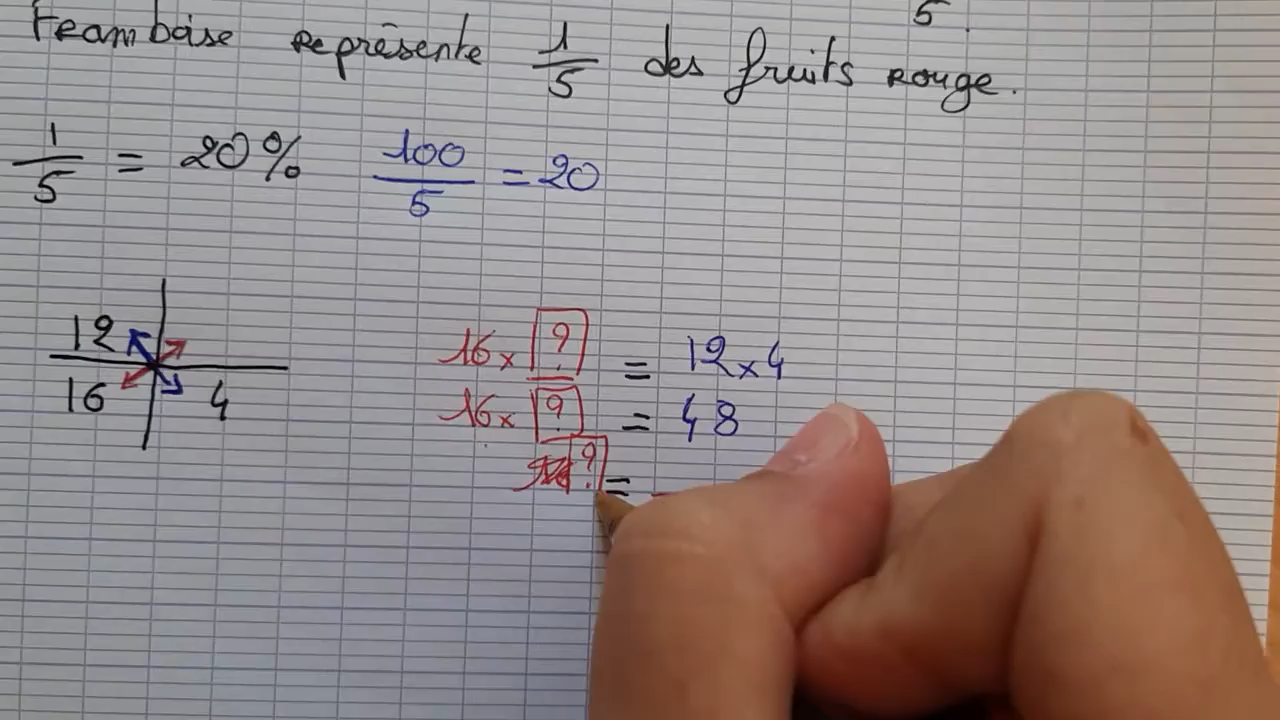 5.
Framboise représente 1/5 des fruits rouge.
1/5 = 20% 100/5 = 20
12
16 4
16 x ? = 12 x 4
16 x ? = 48
? =